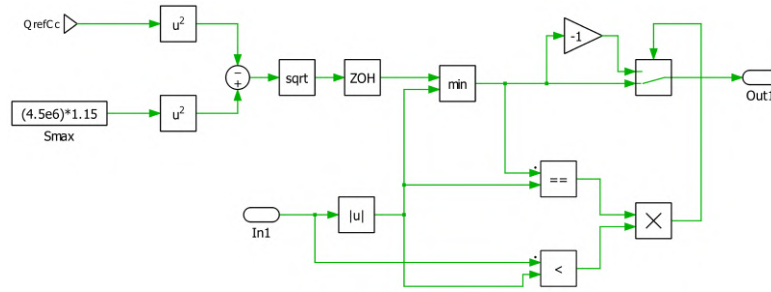 QrefCc
u²
-1
sqrt
ZOH
min
Out1
(4.5e6)*1.15
Smax
u²
==
|u|
In1
<